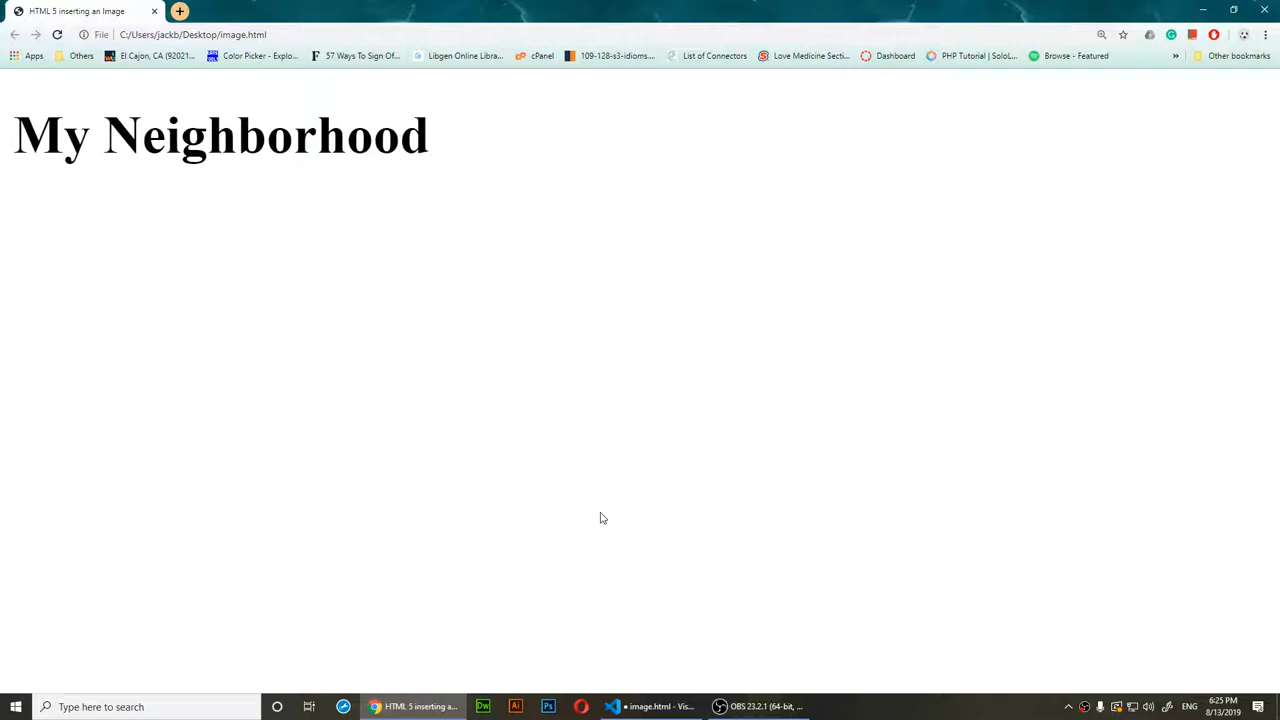 HTML 5 inserting an Image
File
C:/Users/jackb/Desktop/image.html
Apps
Others
El Cajon, CA (92021...
Color Picker - Explo...
57 Ways To Sign Of...
Libgen Online Libra...
cPanel
109-128-s3-idioms....
List of Connectors
Love Medicine Secti...
Dashboard
PHP Tutorial | SoloL...
Browse - Featured
»
Other bookmarks
My Neighborhood
Type here to search
HTML 5 inserting a...
Dw
Ai
Ps
• image.html - Vis...
OBS 23.2.1 (64-bit, ...
ENG
6:25 PM
8/13/2019